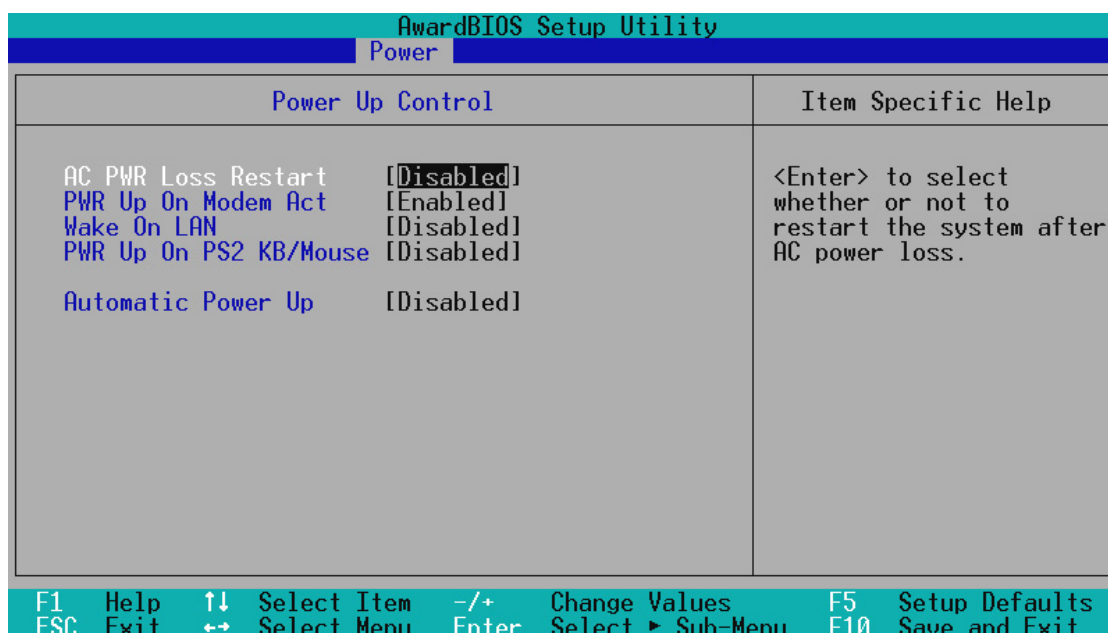 AwardBIOS Setup Utility
Power
Power Up Control
Item Specific Help
AC PWR Loss Restart [Disabled]
PWR Up On Modem Act [Enabled]
Wake On LAN [Disabled]
PWR Up On PS2 KB/Mouse [Disabled]
Automatic Power Up [Disabled]
<Enter> to select
whether or not to
restart the system after
AC power loss.
F1 Help ↑↓ Select Item -/+ Change Values F5 Setup Defaults
ESC Exit ←→ Select Menu Enter Select ► Sub-Menu F10 Save and Exit